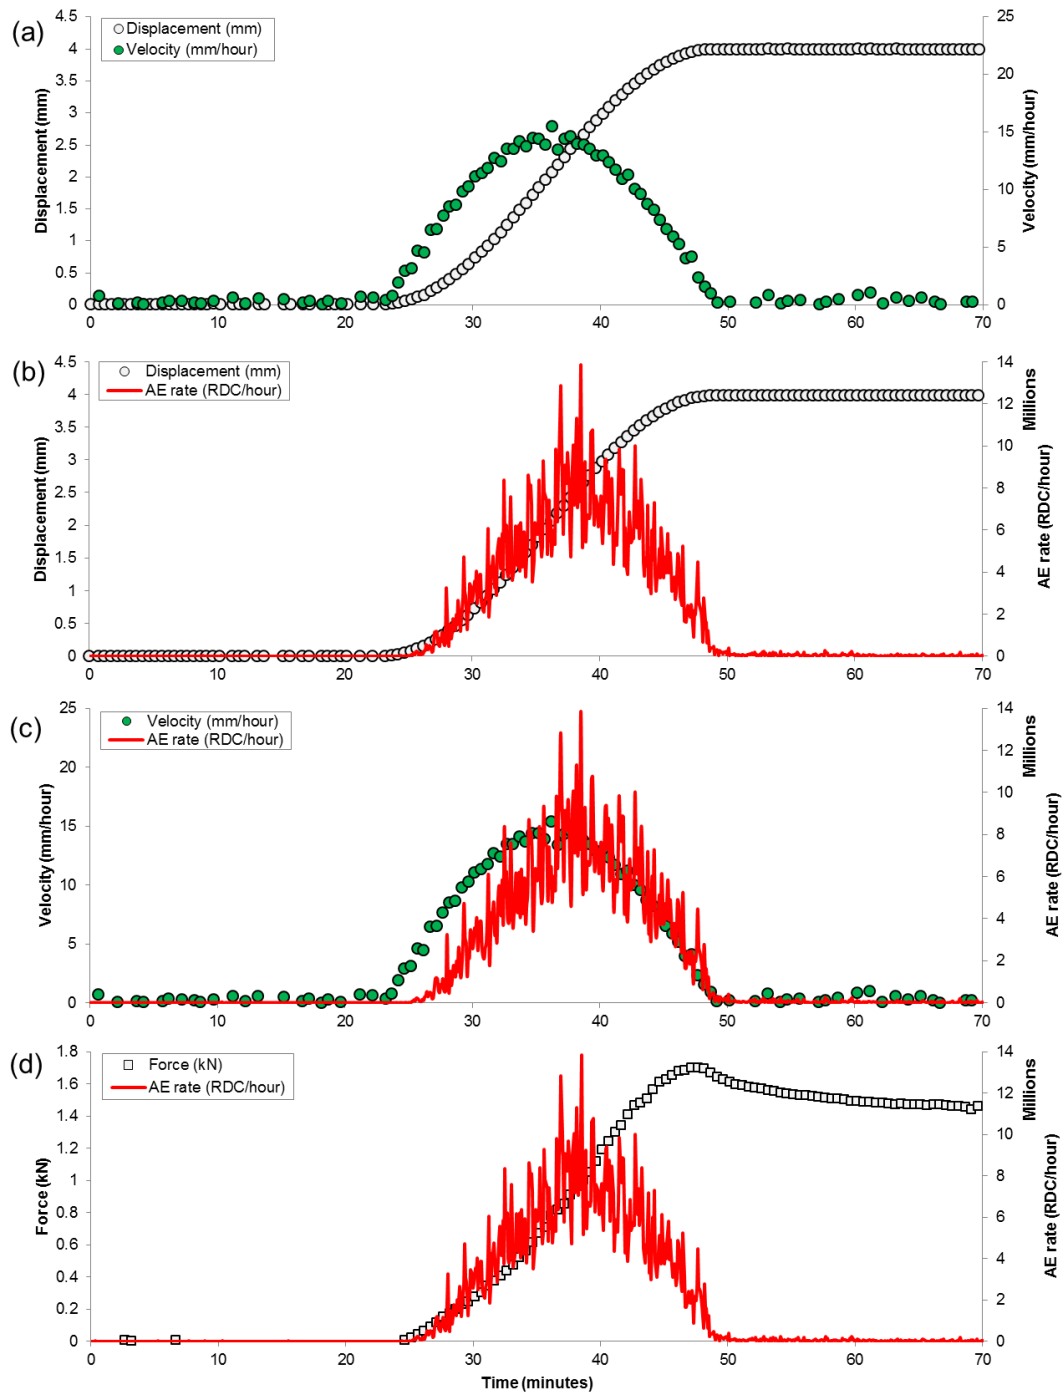 (a)
Displacement (mm)
Velocity (mm/hour)
4.5
4
3.5
3
2.5
2
1.5
1
0.5
0
Displacement (mm)
25
20
15
10
5
0
Velocity (mm/hour)
0 10 20 30 40 50 60 70
(b)
Displacement (mm)
AE rate (RDC/hour)
4.5
4
3.5
3
2.5
2
1.5
1
0.5
0
Displacement (mm)
14
12
10
8
6
4
2
0
Millions
AE rate (RDC/hour)
0 10 20 30 40 50 60 70
(c)
Velocity (mm/hour)
AE rate (RDC/hour)
25
20
15
10
5
0
Velocity (mm/hour)
14
12
10
8
6
4
2
0
Millions
AE rate (RDC/hour)
0 10 20 30 40 50 60 70
(d)
Force (kN)
AE rate (RDC/hour)
1.8
1.6
1.4
1.2
1
0.8
0.6
0.4
0.2
0
Force (kN)
14
12
10
8
6
4
2
0
Millions
AE rate (RDC/hour)
0 10 20 30 40 50 60 70
Time (minutes)